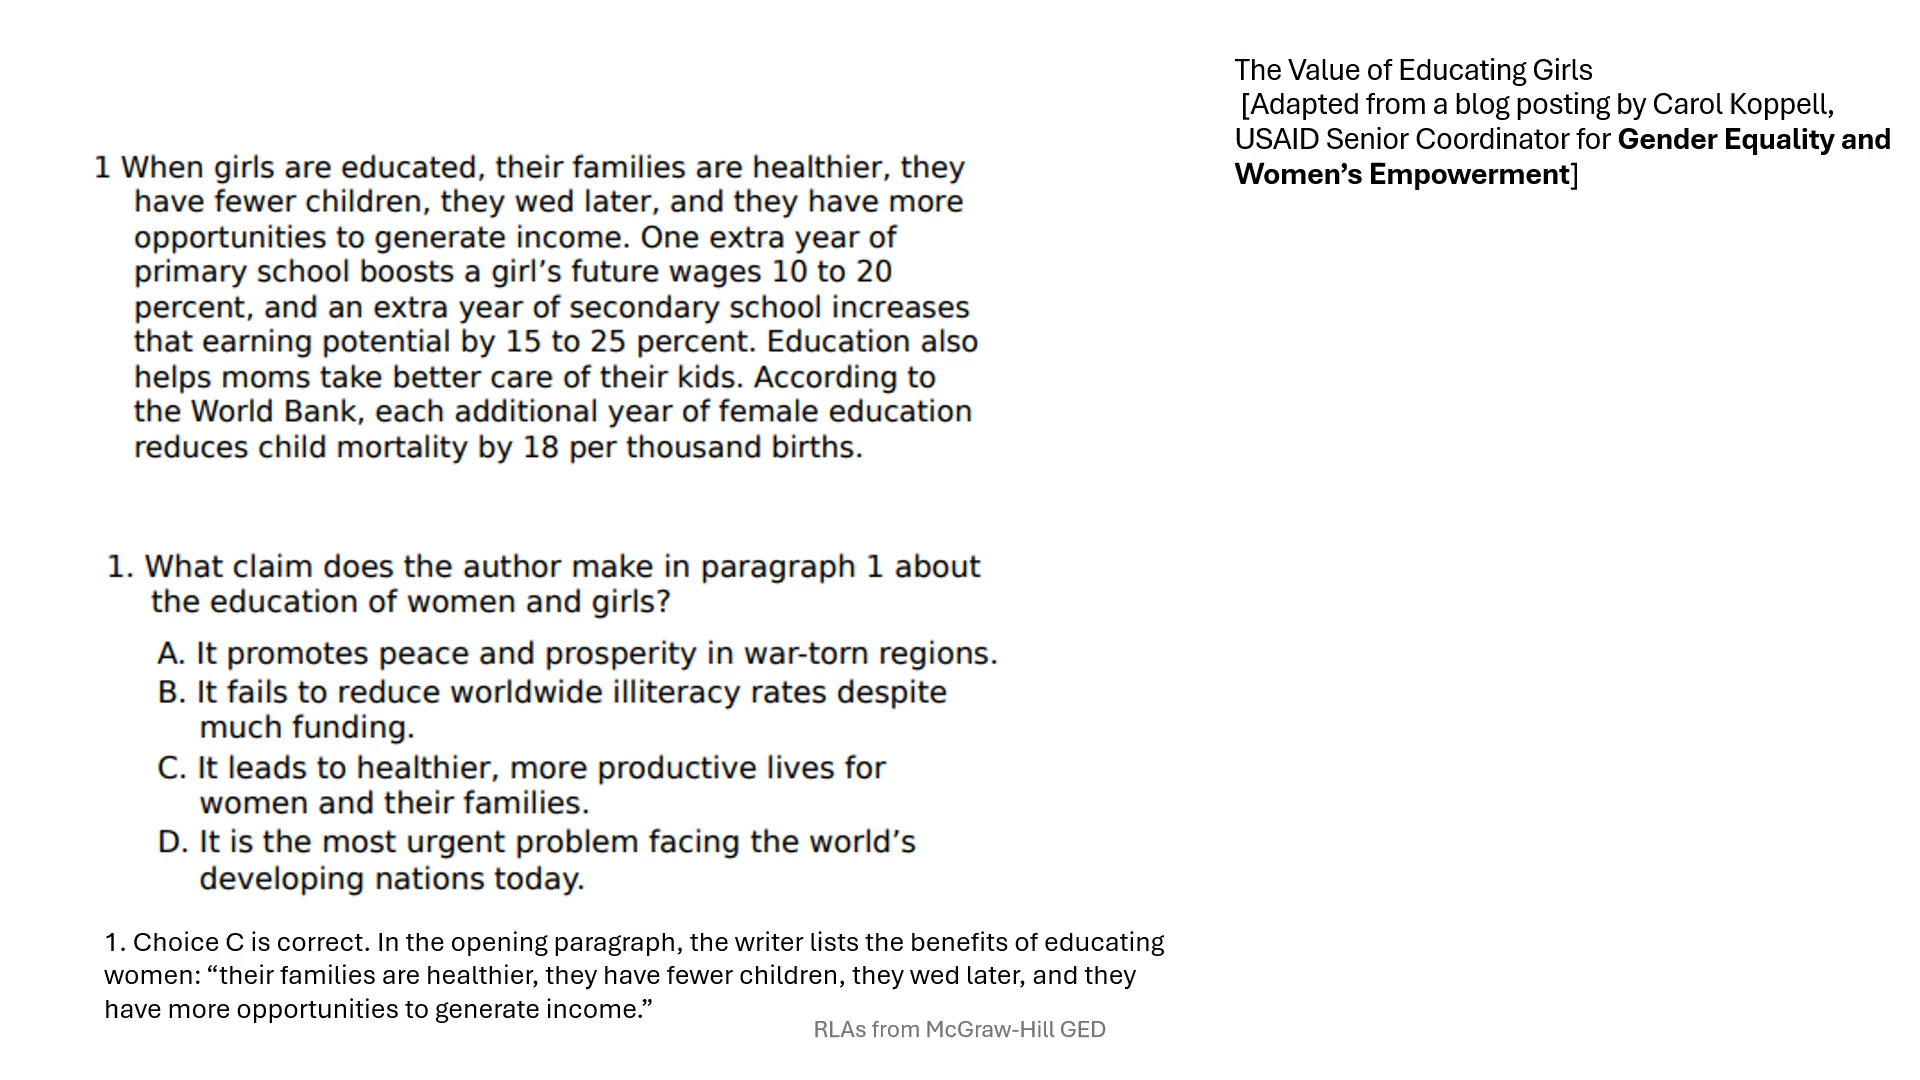 The Value of Educating Girls
[Adapted from a blog posting by Carol Koppell,
USAID Senior Coordinator for Gender Equality and
Women’s Empowerment]
1 When girls are educated, their families are healthier, they
have fewer children, they wed later, and they have more
opportunities to generate income. One extra year of
primary school boosts a girl’s future wages 10 to 20
percent, and an extra year of secondary school increases
that earning potential by 15 to 25 percent. Education also
helps moms take better care of their kids. According to
the World Bank, each additional year of female education
reduces child mortality by 18 per thousand births.
1. What claim does the author make in paragraph 1 about
the education of women and girls?
A. It promotes peace and prosperity in war-torn regions.
B. It fails to reduce worldwide illiteracy rates despite
much funding.
C. It leads to healthier, more productive lives for
women and their families.
D. It is the most urgent problem facing the world’s
developing nations today.
1. Choice C is correct. In the opening paragraph, the writer lists the benefits of educating
women: “their families are healthier, they have fewer children, they wed later, and they
have more opportunities to generate income.”
RLAs from McGraw-Hill GED